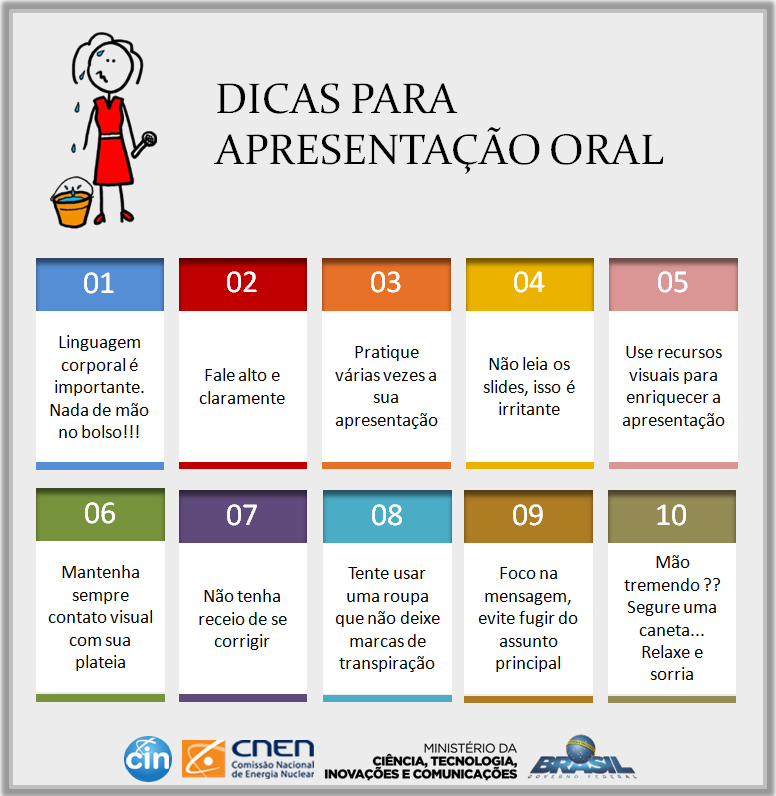 DICAS PARA
APRESENTAÇÃO ORAL
01
Linguagem
corporal é
importante.
Nada de mão
no bolso!!!
02
Fale alto e
claramente
03
Pratique
várias vezes a
sua
apresentação
04
Não leia os
slides, isso é
irritante
05
Use recursos
visuais para
enriquecer a
apresentação
06
Mantenha
sempre
contato visual
com sua
plateia
07
Não tenha
receio de se
corrigir
08
Tente usar
uma roupa
que não deixe
marcas de
transpiração
09
Foco na
mensagem,
evite fugir do
assunto
principal
10
Mão
tremendo ??
Segure uma
caneta...
Relaxe e
sorria
cin
CNEN
Comissão Nacional
de Energia Nuclear
MINISTÉRIO DA
CIÊNCIA, TECNOLOGIA,
INOVAÇÕES E COMUNICAÇÕES
BRASIL
GOVERNO FEDERAL